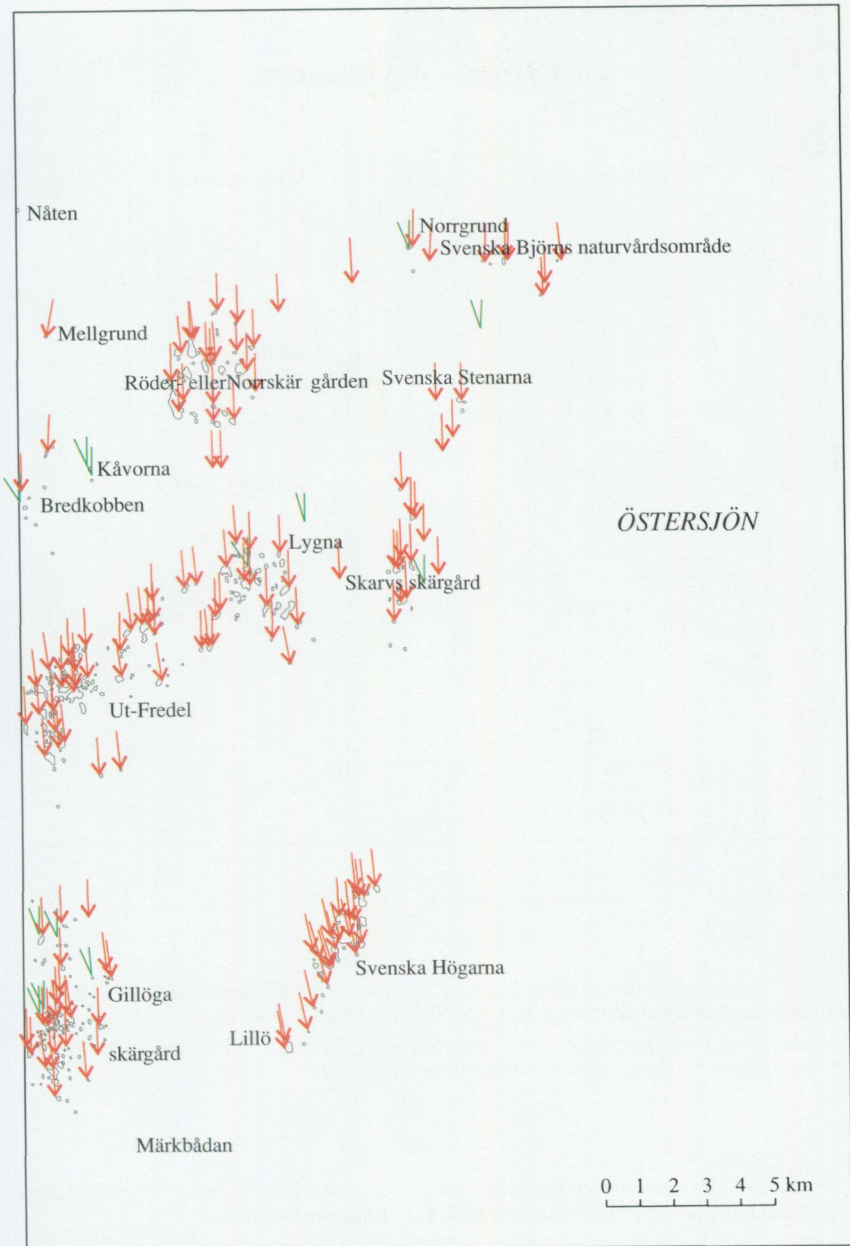 Nåten
Norrgrund
Svenska Björns naturvårdsområde
Mellgrund
Röder- ellerNorrskär gården
Svenska Stenarna
Kåvorna
Bredkobben
ÖSTERSJÖN
Lygna
Skarvs skärgård
Ut-Fredel
Svenska Högarna
Gillöga
Lillö
skärgård
Märkbådan
0 1 2 3 4 5 km